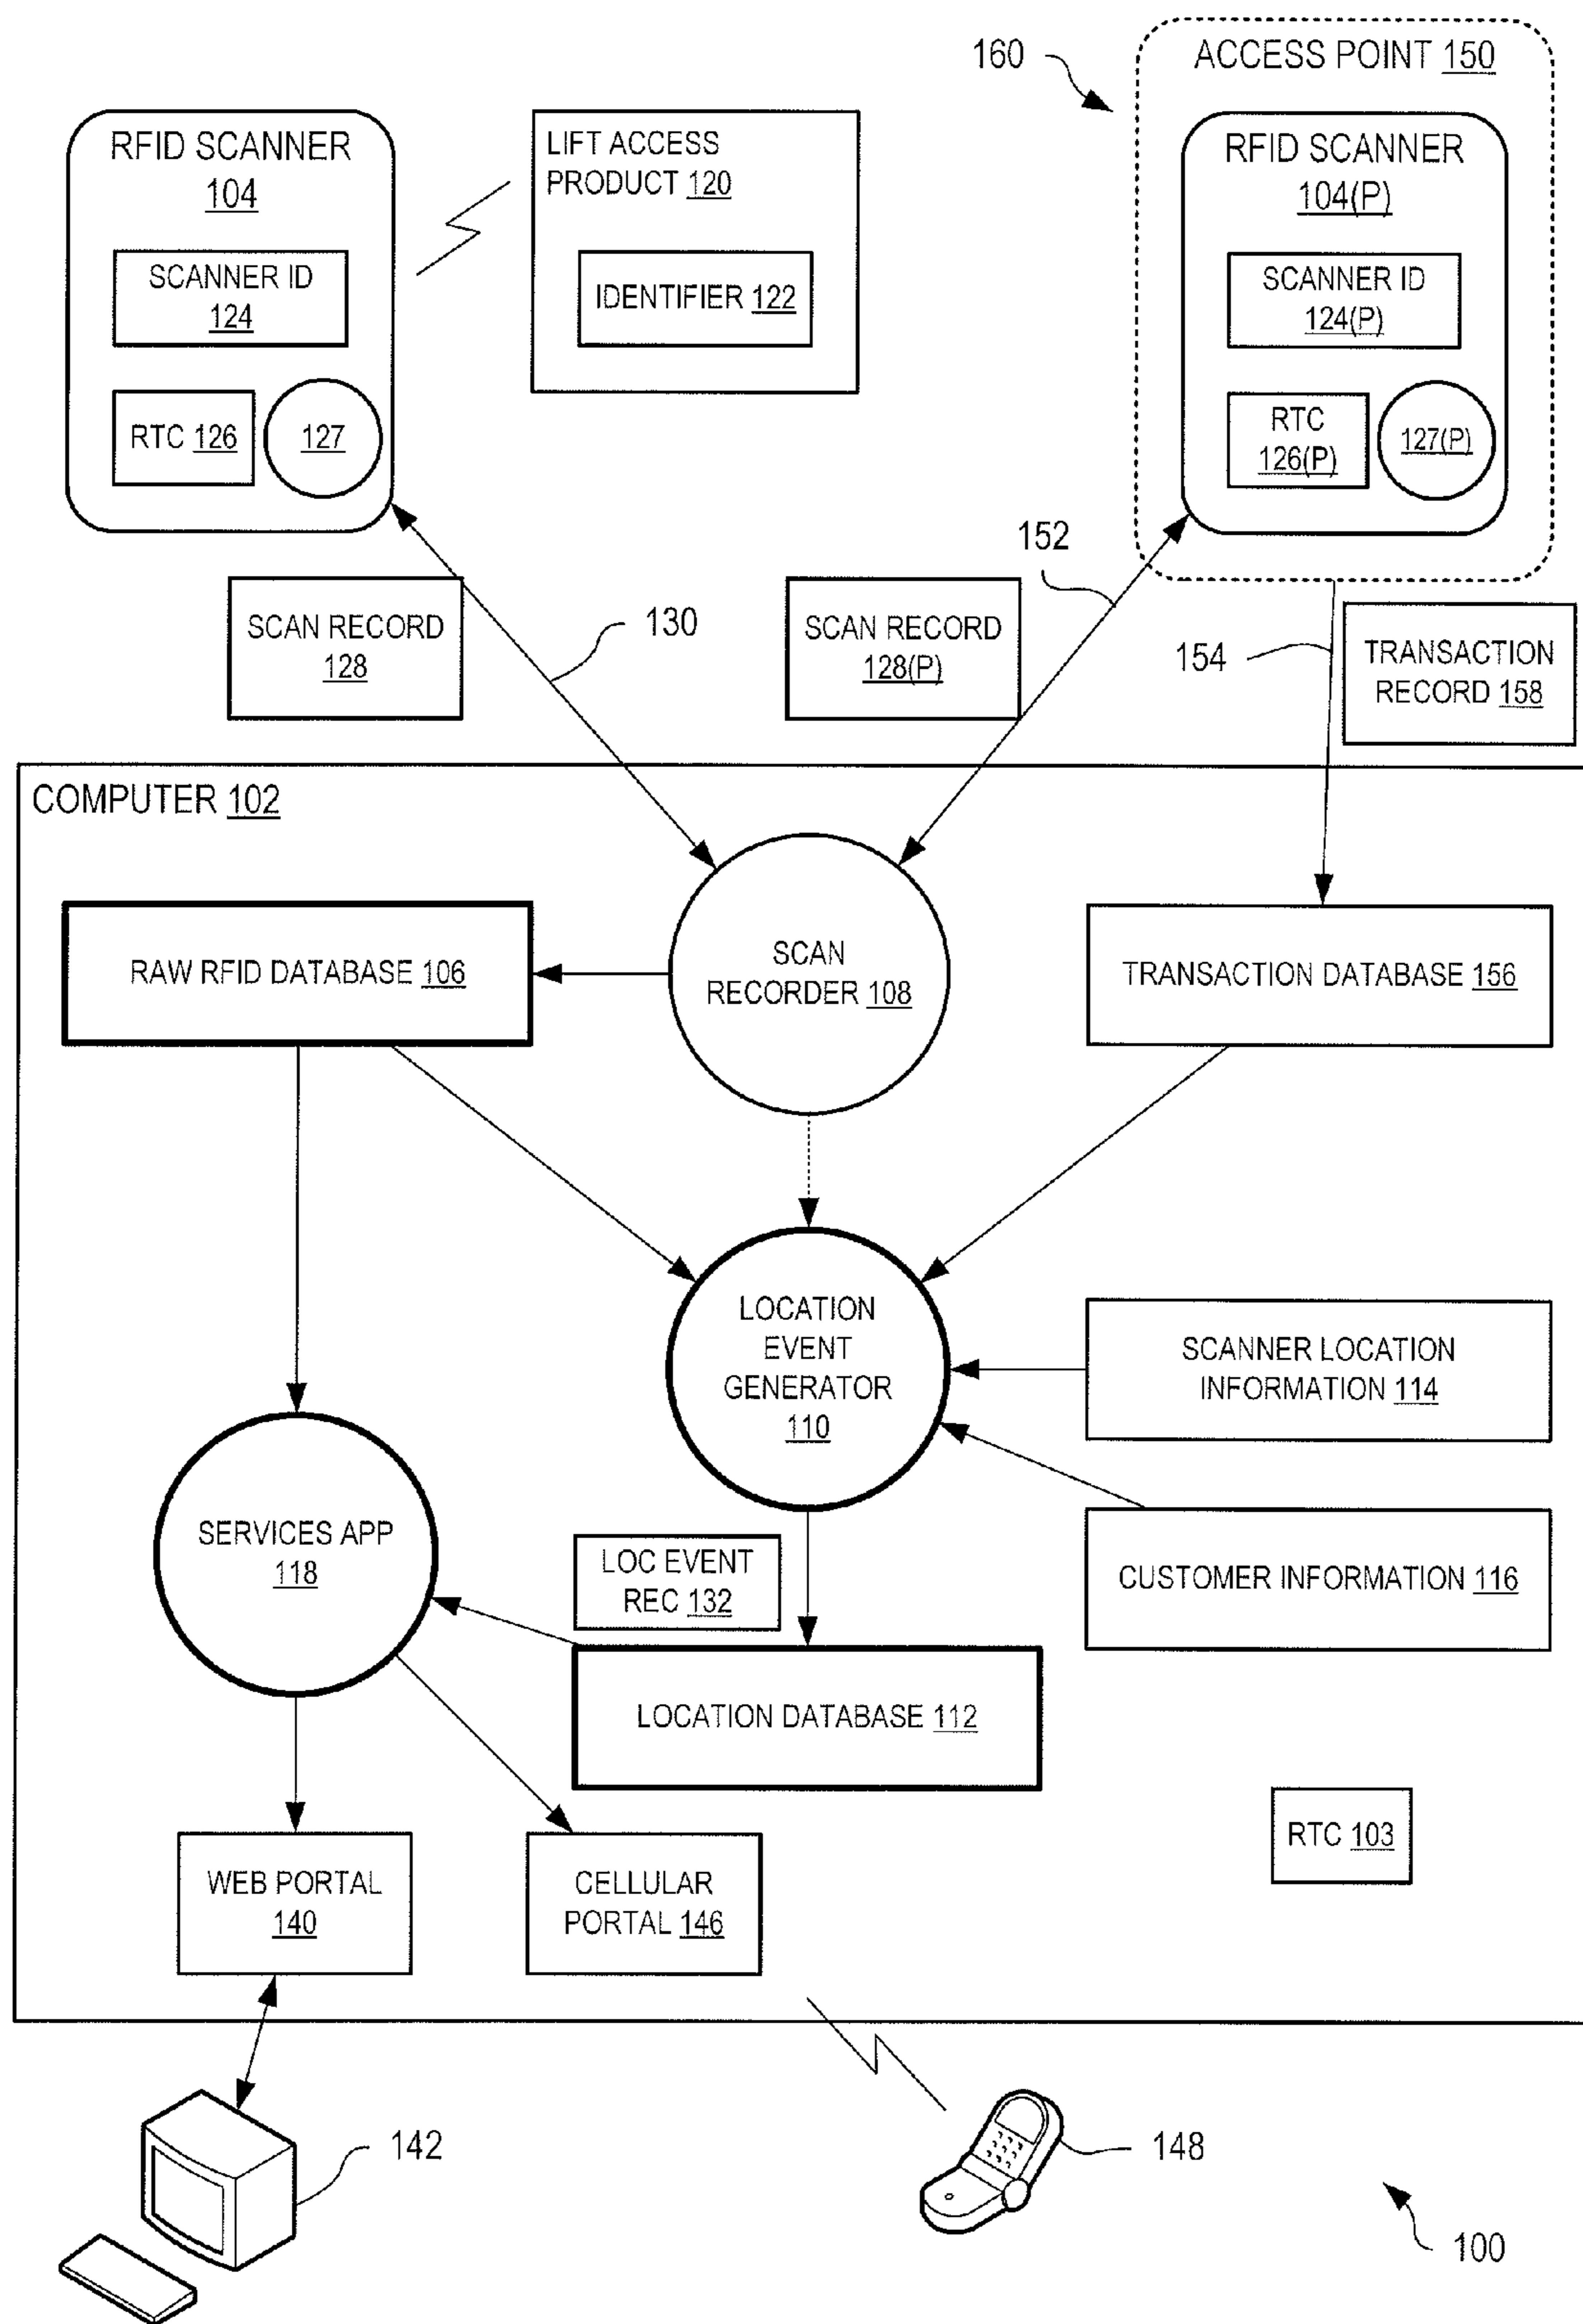 160
ACCESS POINT 150
RFID SCANNER
104
SCANNER ID
124
RTC 126
127
LIFT ACCESS
PRODUCT 120
IDENTIFIER 122
RFID SCANNER
104(P)
SCANNER ID
124(P)
RTC
126(P)
127(P)
SCAN RECORD
128
130
SCAN RECORD
128(P)
152
154
TRANSACTION
RECORD 158
COMPUTER 102
RAW RFID DATABASE 106
SCAN
RECORDER 108
TRANSACTION DATABASE 156
LOCATION
EVENT
GENERATOR
110
SCANNER LOCATION
INFORMATION 114
SERVICES APP
118
LOC EVENT
REC 132
CUSTOMER INFORMATION 116
LOCATION DATABASE 112
RTC 103
WEB PORTAL
140
CELLULAR
PORTAL 146
142
148
100